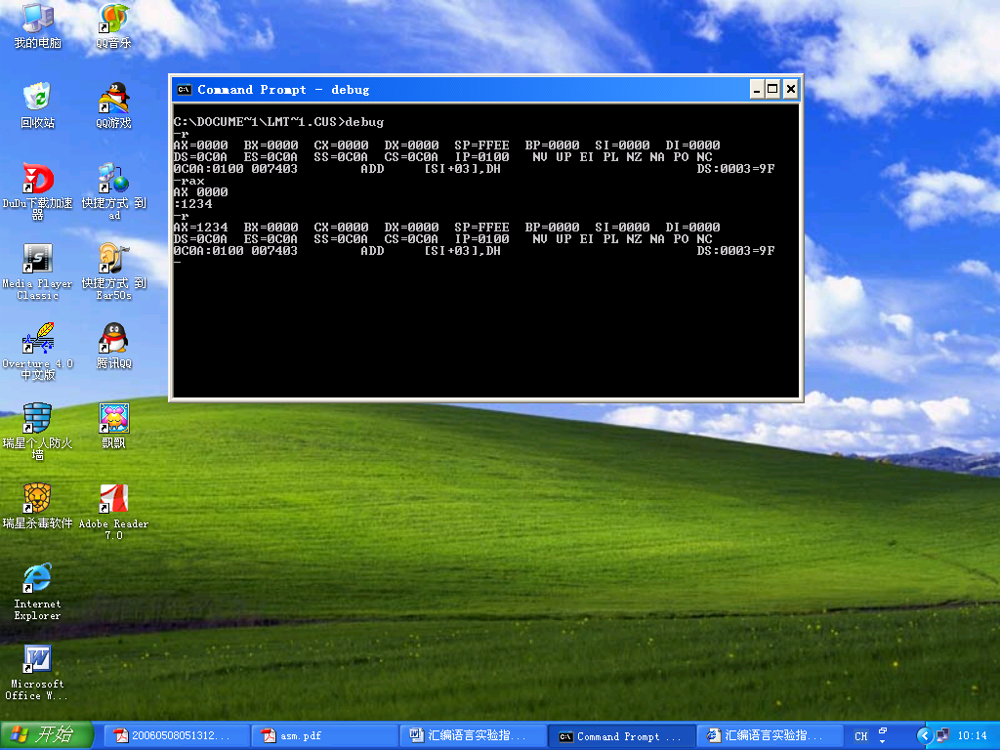 我的电脑
QQ音乐
回收站
QQ游戏
DuDu下载加速
器
快捷方式 到
ad
Media Player
Classic
快捷方式 到
EarSOs
Overture 4.0
中文版
腾讯QQ
瑞星个人防火
墙
飘飘
瑞星杀毒软件
Adobe Reader
7.0
Internet
Explorer
Microsoft
Office W...
Command Prompt - debug
C:\DOCUME~1\LMT~1.CUS>debug
-r
AX=0000 BX=0000 CX=0000 DX=0000 SP=FFEE BP=0000 SI=0000 DI=0000
DS=0C0A ES=0C0A SS=0C0A CS=0C0A IP=0100 NV UP EI PL NZ NA PO NC
0C0A:0100 007403 ADD [SI+03],DH DS:0003=9F
-rax
AX 0000
:1234
-r
AX=1234 BX=0000 CX=0000 DX=0000 SP=FFEE BP=0000 SI=0000 DI=0000
DS=0C0A ES=0C0A SS=0C0A CS=0C0A IP=0100 NV UP EI PL NZ NA PO NC
0C0A:0100 007403 ADD [SI+03],DH DS:0003=9F
-
开始
20060508051312...
asm.pdf
汇编语言实验指...
Command Prompt ...
汇编语言实验指...
CH
10:14